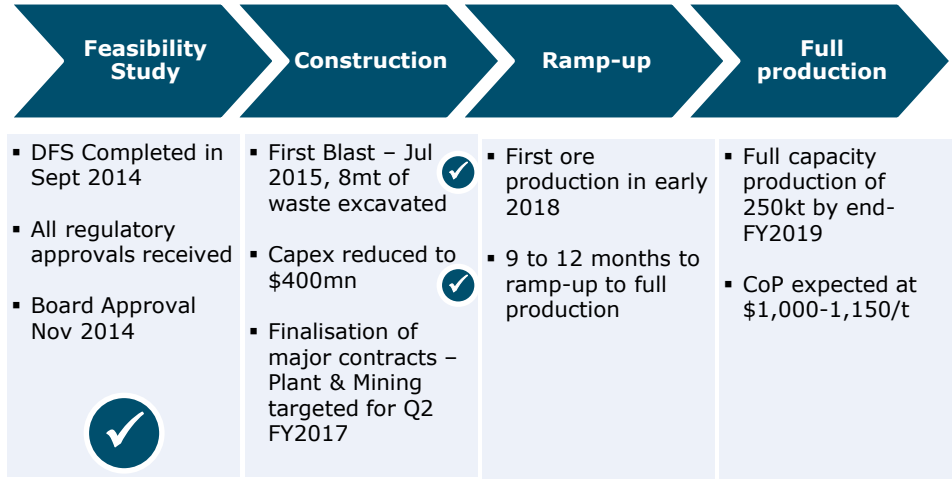 Feasibility
Study
Construction
Ramp-up
Full
production
▪ DFS Completed in
Sept 2014
▪ All regulatory
approvals received
▪ Board Approval
Nov 2014
▪ First Blast – Jul
2015, 8mt of
waste excavated
▪ Capex reduced to
$400mn
▪ Finalisation of
major contracts –
Plant & Mining
targeted for Q2
FY2017
▪ First ore
production in early
2018
▪ 9 to 12 months to
ramp-up to full
production
▪ Full capacity
production of
250kt by end-
FY2019
▪ CoP expected at
$1,000-1,150/t